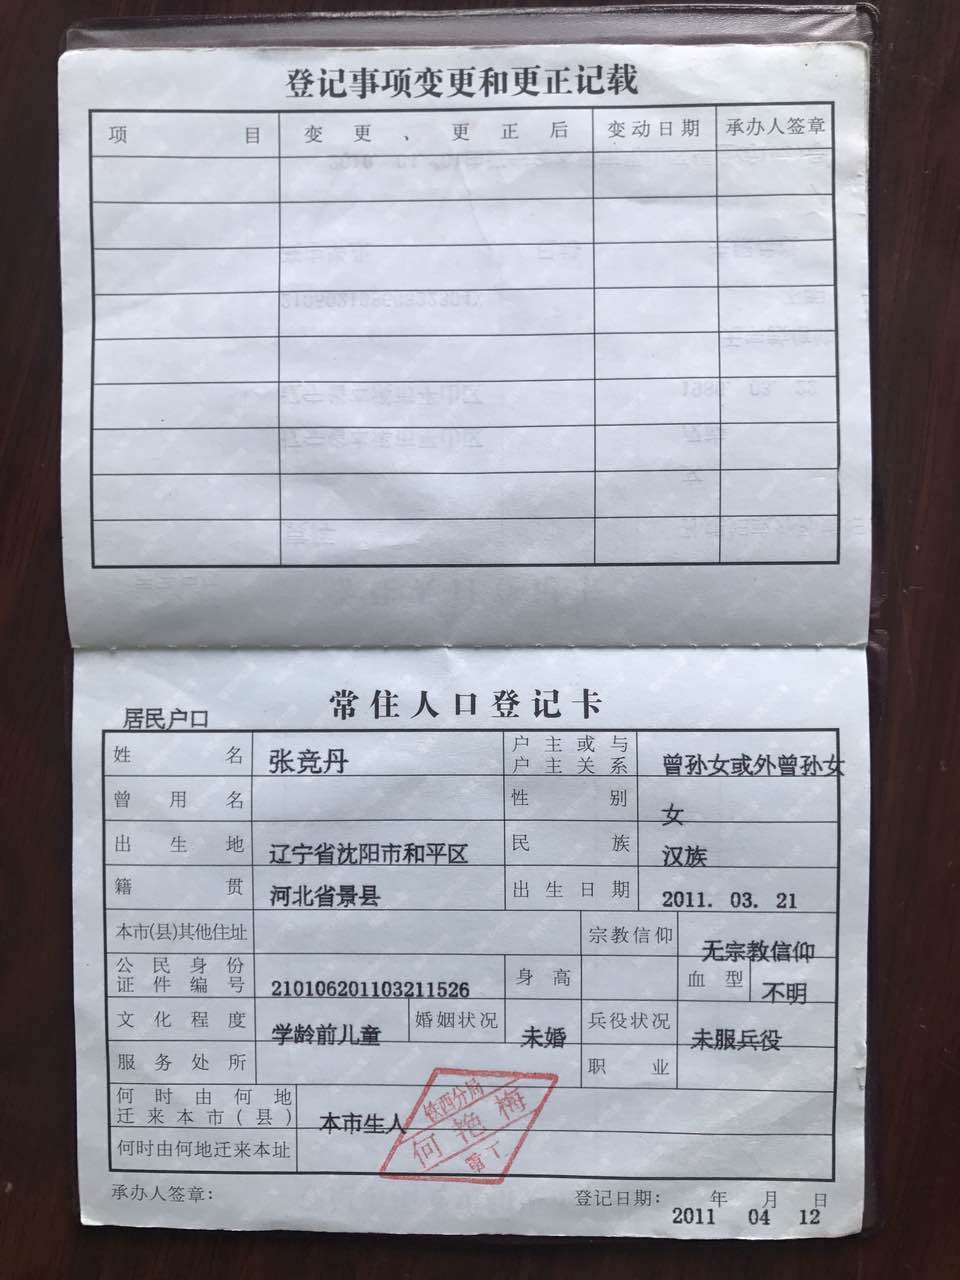 登记事项变更和更正记载
项目 变更、更正后 变动日期 承办人签章
常住人口登记卡
居民户口
姓名 张竞丹 户主或与户主关系 曾孙女或外曾孙女
曾用名 性别 女
出生地 辽宁省沈阳市和平区 民族 汉族
籍贯 河北省景县 出生日期 2011. 03. 21
本市(县)其他住址 宗教信仰 无宗教信仰
公民身份证件编号 210106201103211526 身高 血型 不明
文化程度 学龄前儿童 婚姻状况 未婚 兵役状况 未服兵役
服务处所 职业
何时由何地迁来本市(县) 本市生人
何时由何地迁来本址
铁西分局
何艳梅
承办人签章: 登记日期: 2011年 04月 12日